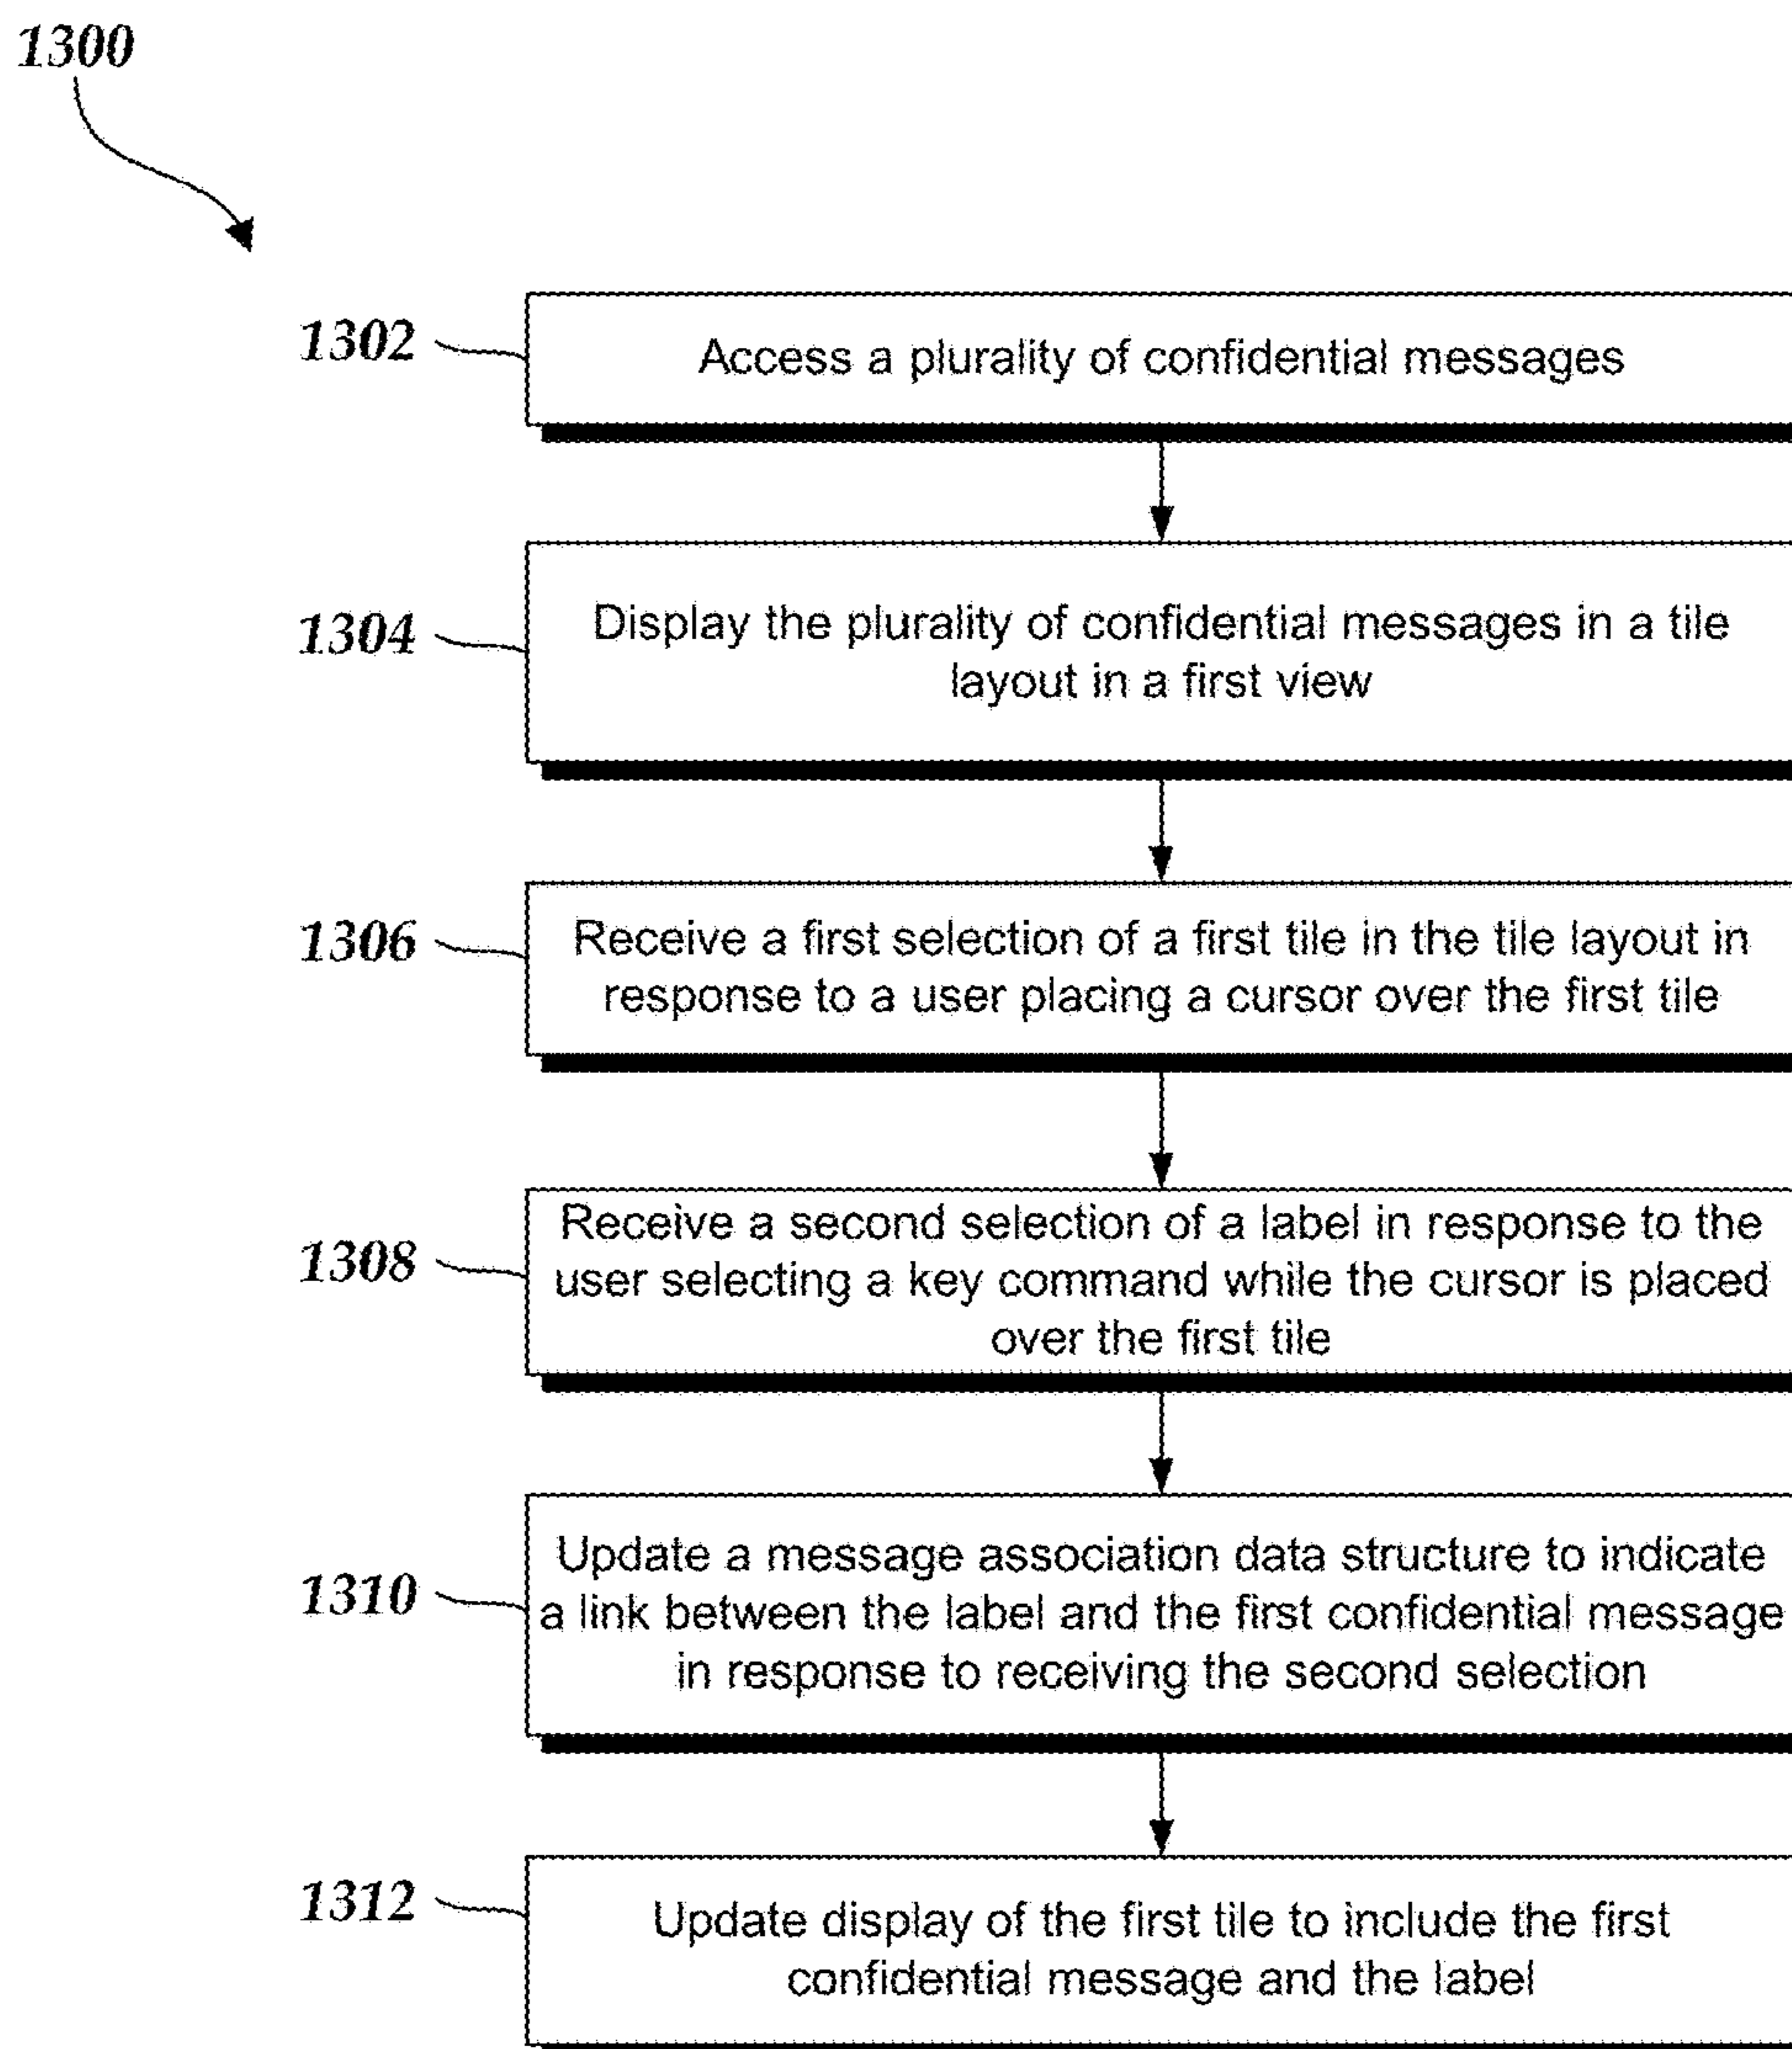 1300
1302
Access a plurality of confidential messages
1304
Display the plurality of confidential messages in a tile
layout in a first view
1306
Receive a first selection of a first tile in the tile layout in
response to a user placing a cursor over the first tile
1308
Receive a second selection of a label in response to the
user selecting a key command while the cursor is placed
over the first tile
1310
Update a message association data structure to indicate
a link between the label and the first confidential message
in response to receiving the second selection
1312
Update display of the first tile to include the first
confidential message and the label